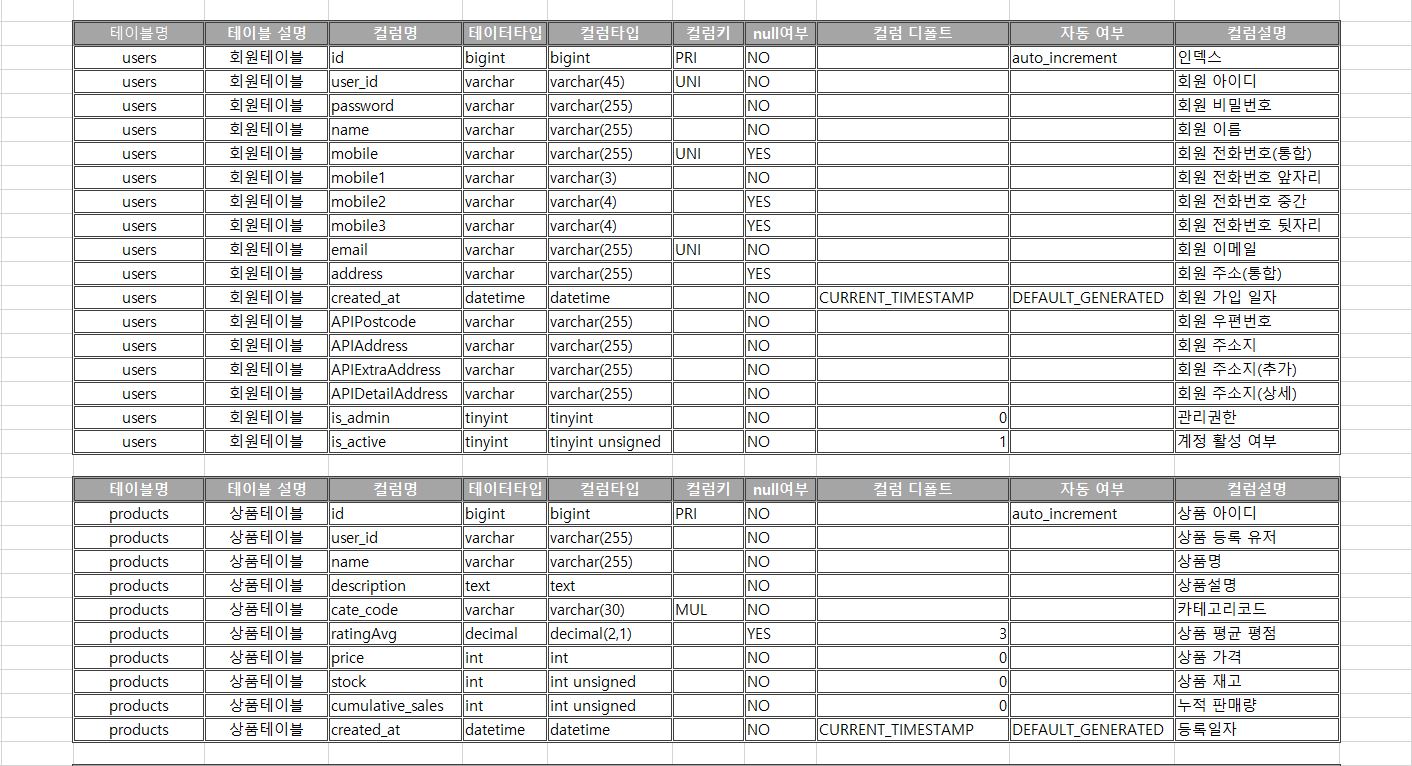 테이블명 테이블 설명 컬럼명 데이터타입 컬럼타입 컬럼키 null여부 컬럼 디폴트 자동 여부 컬럼설명
users 회원테이블 id bigint bigint PRI NO auto_increment 인덱스
users 회원테이블 user_id varchar varchar(45) UNI NO 회원 아이디
users 회원테이블 password varchar varchar(255) NO 회원 비밀번호
users 회원테이블 name varchar varchar(255) NO 회원 이름
users 회원테이블 mobile varchar varchar(255) UNI YES 회원 전화번호(통합)
users 회원테이블 mobile1 varchar varchar(3) NO 회원 전화번호 앞자리
users 회원테이블 mobile2 varchar varchar(4) YES 회원 전화번호 중간
users 회원테이블 mobile3 varchar varchar(4) YES 회원 전화번호 뒷자리
users 회원테이블 email varchar varchar(255) UNI NO 회원 이메일
users 회원테이블 address varchar varchar(255) YES 회원 주소(통합)
users 회원테이블 created_at datetime datetime NO CURRENT_TIMESTAMP DEFAULT_GENERATED 회원 가입 일자
users 회원테이블 APIPostcode varchar varchar(255) NO 회원 우편번호
users 회원테이블 APIAddress varchar varchar(255) NO 회원 주소지
users 회원테이블 APIExtraAddress varchar varchar(255) NO 회원 주소지(추가)
users 회원테이블 APIDetailAddress varchar varchar(255) NO 회원 주소지(상세)
users 회원테이블 is_admin tinyint tinyint NO 0 관리권한
users 회원테이블 is_active tinyint tinyint unsigned NO 1 계정 활성 여부
테이블명 테이블 설명 컬럼명 데이터타입 컬럼타입 컬럼키 null여부 컬럼 디폴트 자동 여부 컬럼설명
products 상품테이블 id bigint bigint PRI NO auto_increment 상품 아이디
products 상품테이블 user_id varchar varchar(255) NO 상품 등록 유저
products 상품테이블 name varchar varchar(255) NO 상품명
products 상품테이블 description text text NO 상품설명
products 상품테이블 cate_code varchar varchar(30) MUL NO 카테고리코드
products 상품테이블 ratingAvg decimal decimal(2,1) YES 3 상품 평균 평점
products 상품테이블 price int int NO 0 상품 가격
products 상품테이블 stock int int unsigned NO 0 상품 재고
products 상품테이블 cumulative_sales int int unsigned NO 0 누적 판매량
products 상품테이블 created_at datetime datetime NO CURRENT_TIMESTAMP DEFAULT_GENERATED 등록일자